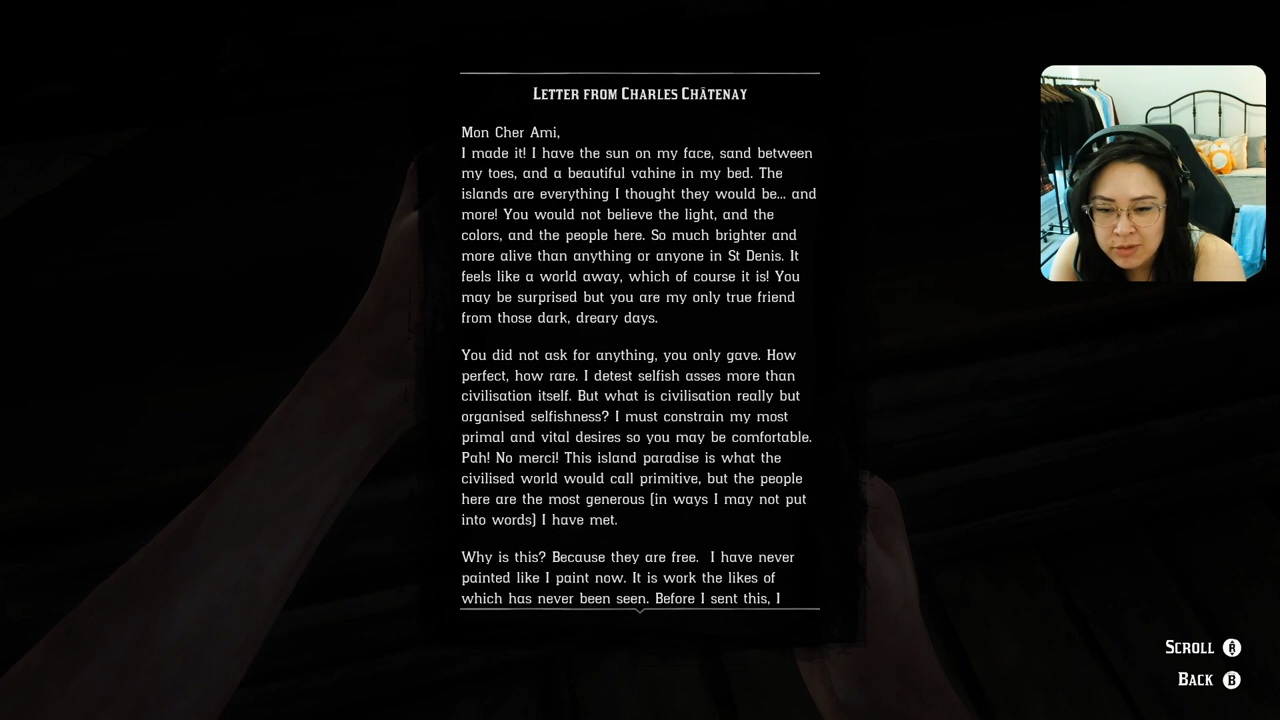 Letter from Charles Châtenay
Mon Cher Ami,
I made it! I have the sun on my face, sand between
my toes, and a beautiful vahine in my bed. The
islands are everything I thought they would be... and
more! You would not believe the light, and the
colors, and the people here. So much brighter and
more alive than anything or anyone in St Denis. It
feels like a world away, which of course it is! You
may be surprised but you are my only true friend
from those dark, dreary days.
You did not ask for anything, you only gave. How
perfect, how rare. I detest selfish asses more than
civilisation itself. But what is civilisation really but
organised selfishness? I must constrain my most
primal and vital desires so you may be comfortable.
Pah! No merci! This island paradise is what the
civilised world would call primitive, but the people
here are the most generous (in ways I may not put
into words) I have met.
Why is this? Because they are free.  I have never
painted like I paint now. It is work the likes of
which has never been seen. Before I sent this, I
Scroll R
Back B